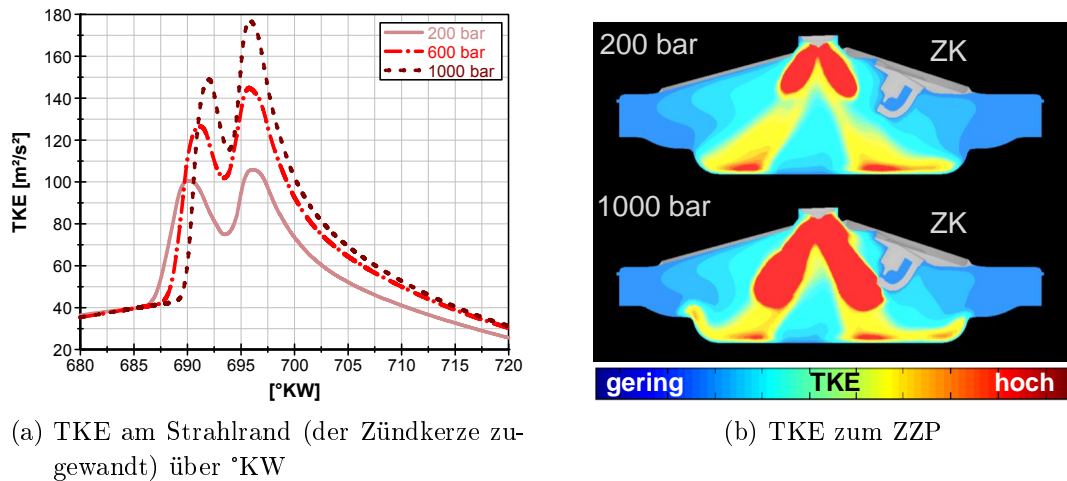 180
160
140
120
100
80
60
40
20
TKE [m²/s²]
200 bar
600 bar
1000 bar
680 685 690 695 700 705 710 715 720
[°KW]
200 bar
ZK
1000 bar
ZK
gering TKE hoch
(a) TKE am Strahlrand (der Zündkerze zu-
gewandt) über °KW
(b) TKE zum ZZP